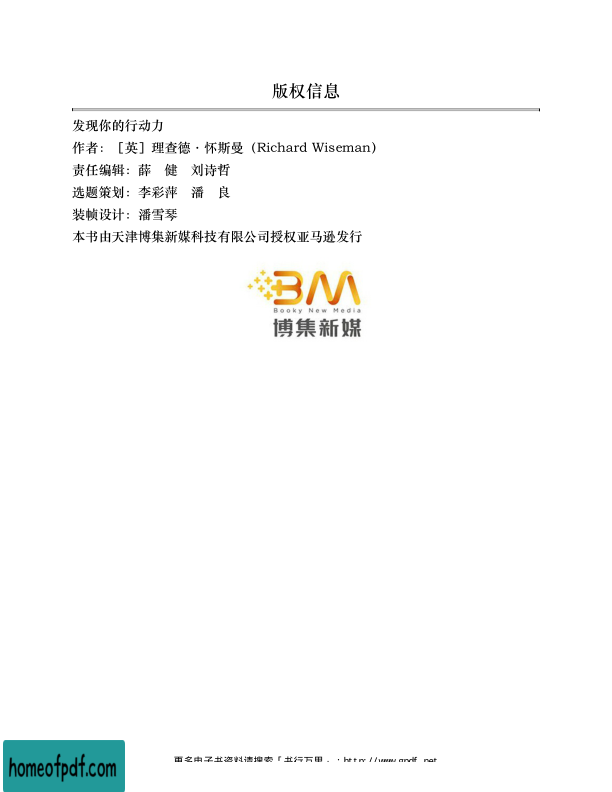 版权信息
发现你的行动力
作者：［英］理查德·怀斯曼（Richard Wiseman）
责任编辑：薛　健　刘诗哲
选题策划：李彩萍　潘　良
装帧设计：潘雪琴
本书由天津博集新媒科技有限公司授权亚马逊发行
BM
Booky New Media
博集新媒
更多电子书资料请搜索「书行万里」：http://www.gpdf.net
homeofpdf.com